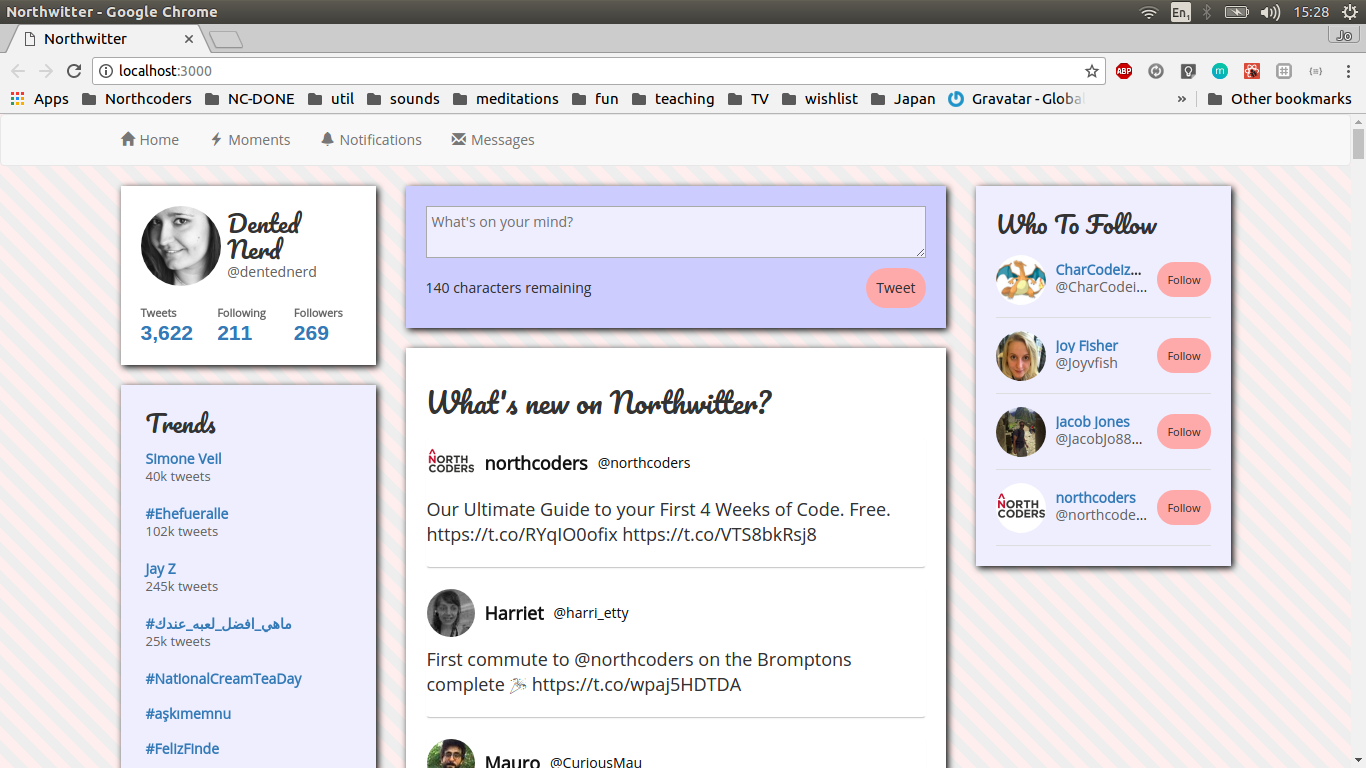 Northwitter - Google Chrome
En1
15:28
Northwitter
Jo
localhost:3000
ABP
m
Apps
Northcoders
NC-DONE
util
sounds
meditations
fun
teaching
TV
wishlist
Japan
Gravatar - Globa
»
Other bookmarks
Home
Moments
Notifications
Messages
Dented
Nerd
@dentednerd
Tweets Following Followers
3,622 211 269
Trends
Simone Veil
40k tweets
#Ehefueralle
102k tweets
Jay Z
245k tweets
#ماهي_افضل_لعبه_عندك
25k tweets
#NationalCreamTeaDay
#aşkımemnu
#FelizFinde
What's on your mind?
140 characters remaining
Tweet
What's new on Northwitter?
NORTH
CODERS
northcoders @northcoders
Our Ultimate Guide to your First 4 Weeks of Code. Free.
https://t.co/RYqIO0ofix https://t.co/VTS8bkRsj8
Harriet @harri_etty
First commute to @northcoders on the Bromptons
complete 🎉 https://t.co/wpaj5HDTDA
Mauro @CuriousMau
Who To Follow
CharCodeIz...
@CharCodei...
Follow
Joy Fisher
@Joyvfish
Follow
Jacob Jones
@JacobJo88...
Follow
NORTH
CODERS
northcoders
@northcode...
Follow